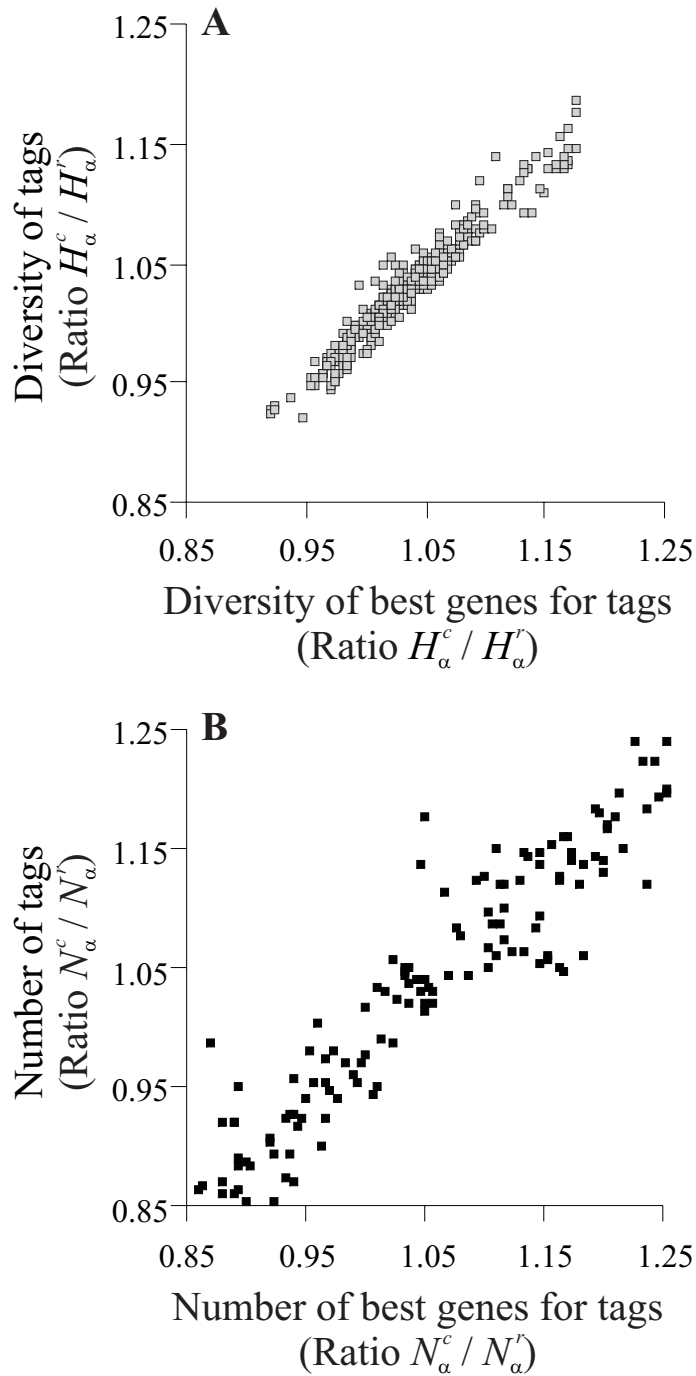 A
1.25
1.15
1.05
0.95
0.85
Diversity of tags
(Ratio H^c_α / H^r_α)
0.85 0.95 1.05 1.15 1.25
Diversity of best genes for tags
(Ratio H^c_α / H^r_α)
B
1.25
1.15
1.05
0.95
0.85
Number of tags
(Ratio N^c_α / N^r_α)
0.85 0.95 1.05 1.15 1.25
Number of best genes for tags
(Ratio N^c_α / N^r_α)